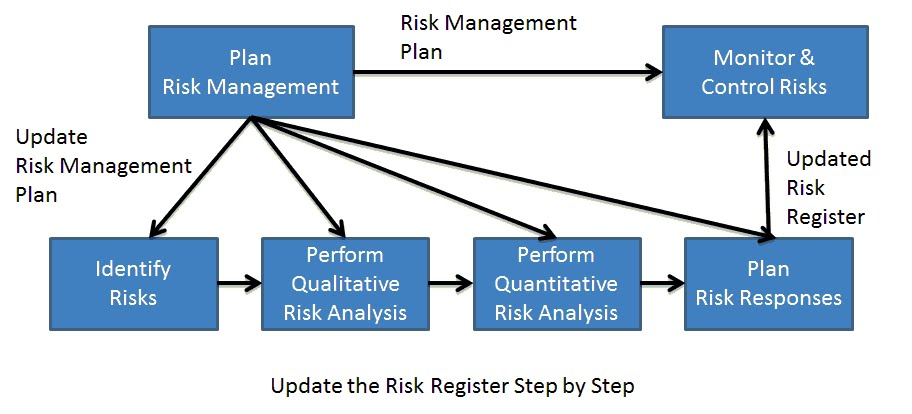 Plan
Risk Management
Risk Management
Plan
Monitor &
Control Risks
Update
Risk Management
Plan
Updated
Risk
Register
Identify
Risks
Perform
Qualitative
Risk Analysis
Perform
Quantitative
Risk Analysis
Plan
Risk Responses
Update the Risk Register Step by Step